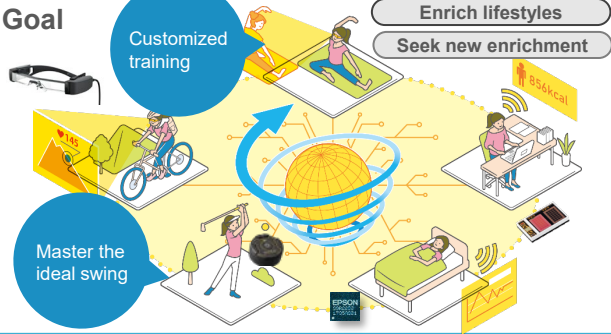 Goal
Enrich lifestyles
Seek new enrichment
Customized
training
856kcal
145
Master the
ideal swing
EPSON